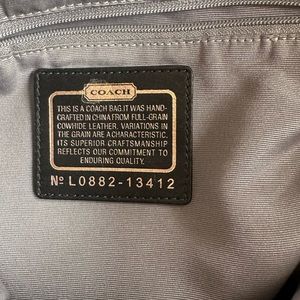 COACH
THIS IS A COACH BAG.IT WAS HAND-
CRAFTED IN CHINA FROM FULL-GRAIN
COWHIDE LEATHER. VARIATIONS IN
THE GRAIN ARE A CHARACTERISTIC.
ITS SUPERIOR CRAFTSMANSHIP
REFLECTS OUR COMMITMENT TO
ENDURING QUALITY.
Nº L0882-13412